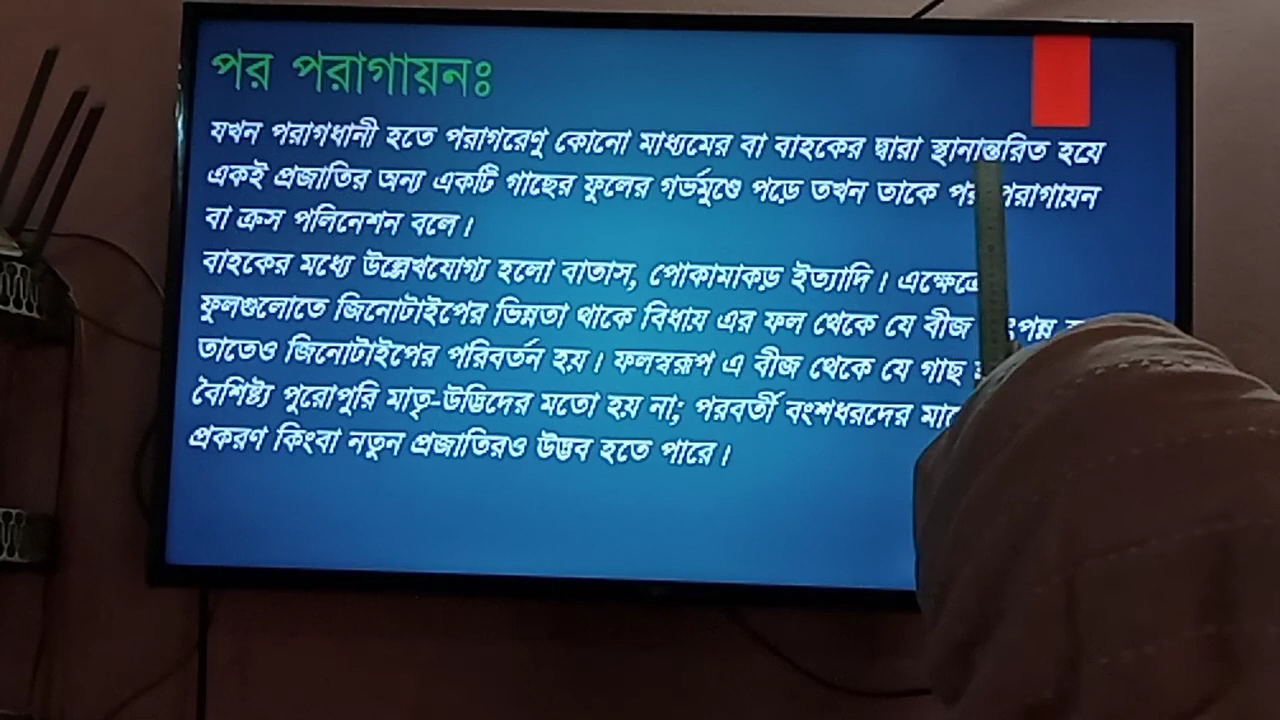 পর পরাগায়নঃ
যখন পরাগধানী হতে পরাগরেণু কোনো মাধ্যমের বা বাহকের দ্বারা স্থানান্তরিত হয়ে
একই প্রজাতির অন্য একটি গাছের ফুলের গর্ভমুণ্ডে পড়ে তখন তাকে পর পরাগায়ন
বা ক্রস পলিনেশন বলে।
বাহকের মধ্যে উল্লেখযোগ্য হলো বাতাস, পোকামাকড় ইত্যাদি। এক্ষেত্রে
ফুলগুলোতে জিনোটাইপের ভিন্নতা থাকে বিধায় এর ফল থেকে যে বীজ
তাতেও জিনোটাইপের পরিবর্তন হয়। ফলস্বরূপ এ বীজ থেকে যে গাছ
বৈশিষ্ট্য পুরোপুরি মাতৃ-উদ্ভিদের মতো হয় না; পরবর্তী বংশধরদের
প্রকরণ কিংবা নতুন প্রজাতিরও উদ্ভব হতে পারে।